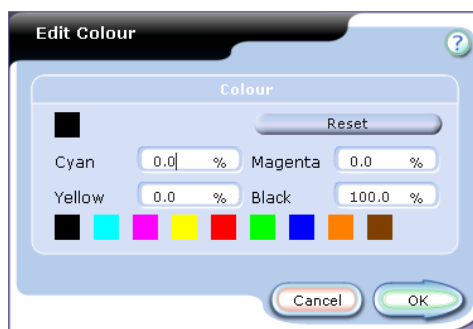 Edit Colour
?
Colour
Reset
Cyan 0.0 % Magenta 0.0 %
Yellow 0.0 % Black 100.0 %
Cancel OK